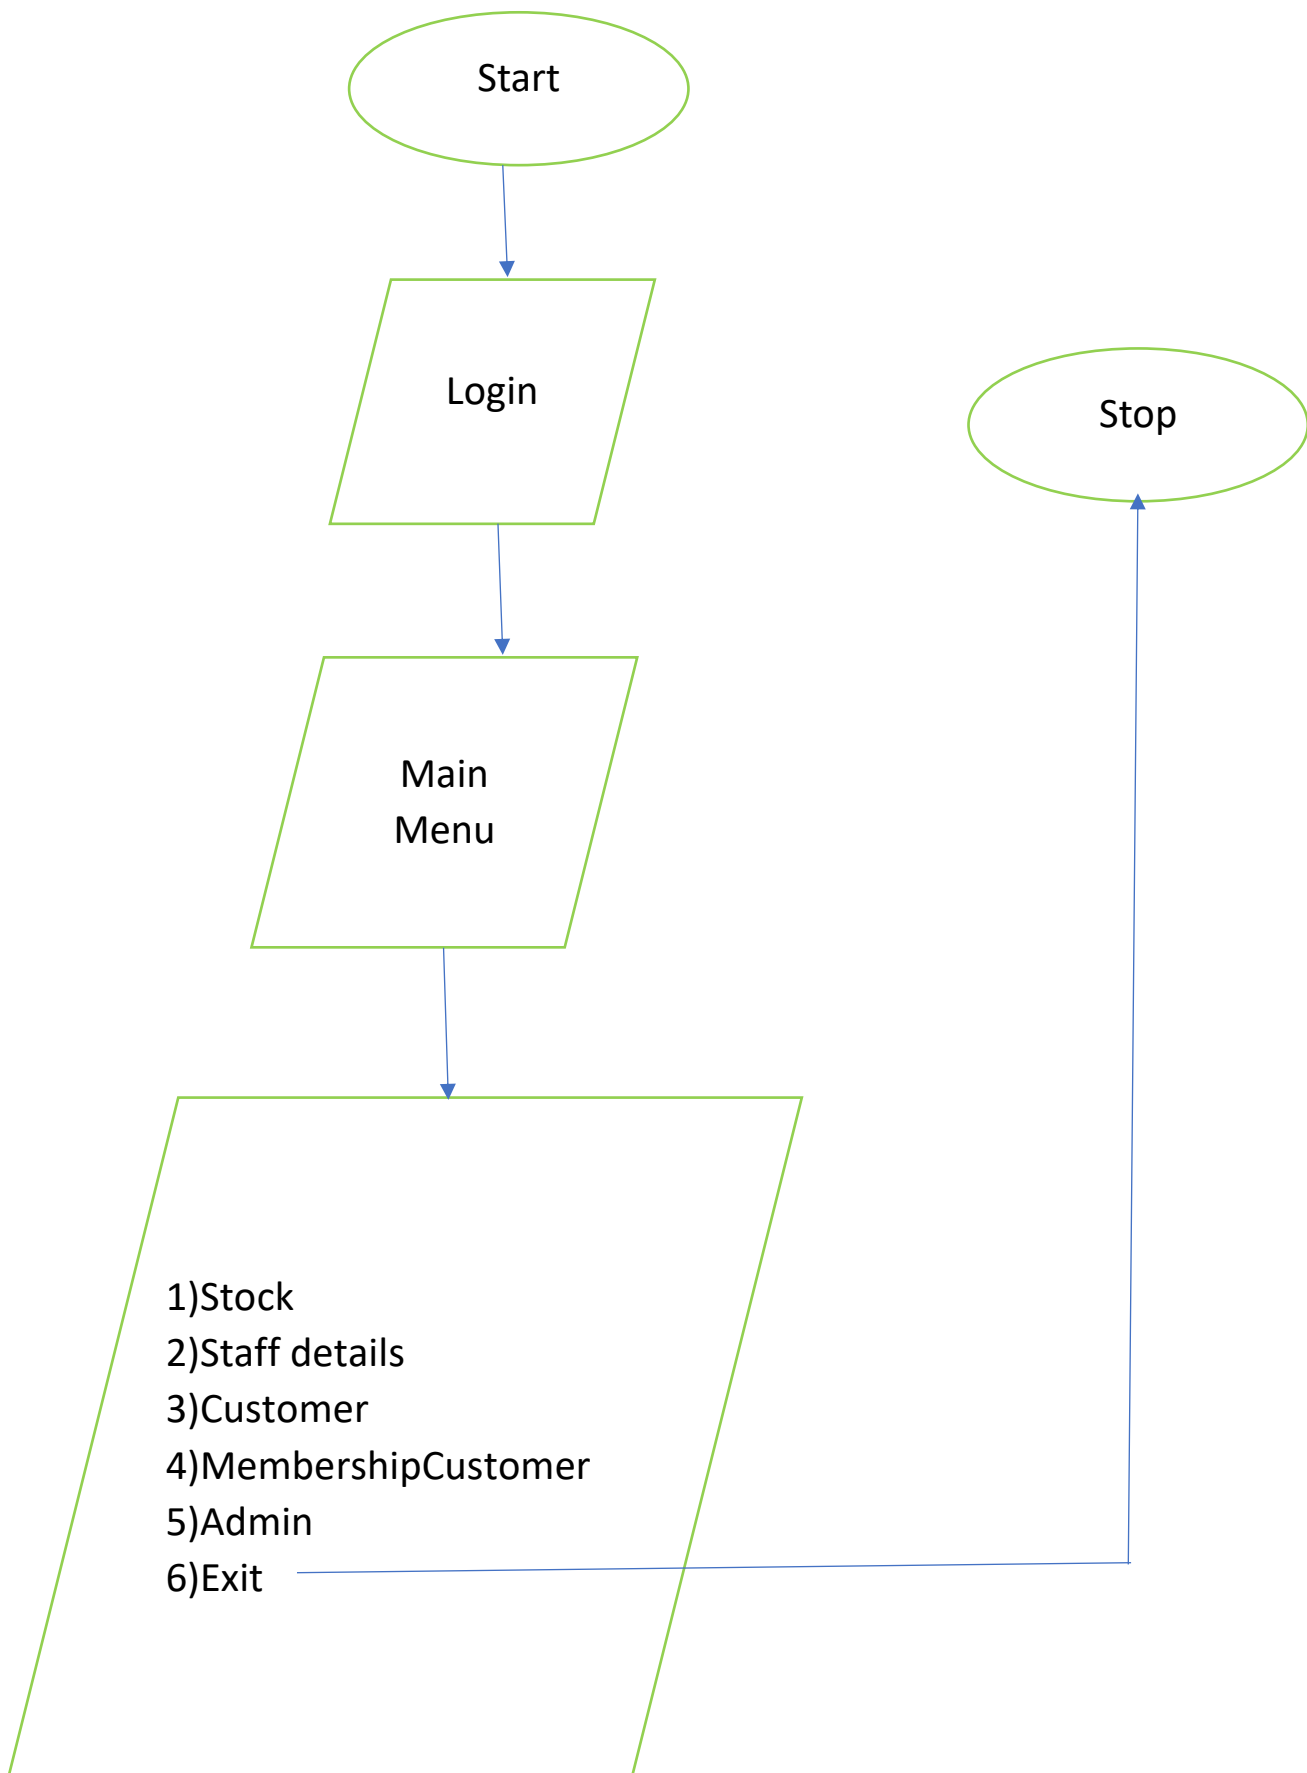 Start
Login
Stop
Main
Menu
1)Stock
2)Staff details
3)Customer
4)MembershipCustomer
5)Admin
6)Exit